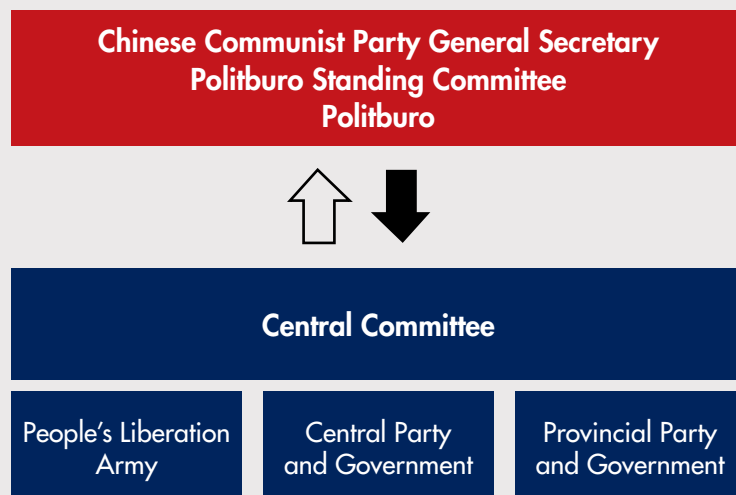 Chinese Communist Party General Secretary
Politburo Standing Committee
Politburo
Central Committee
People’s Liberation
Army
Central Party
and Government
Provincial Party
and Government